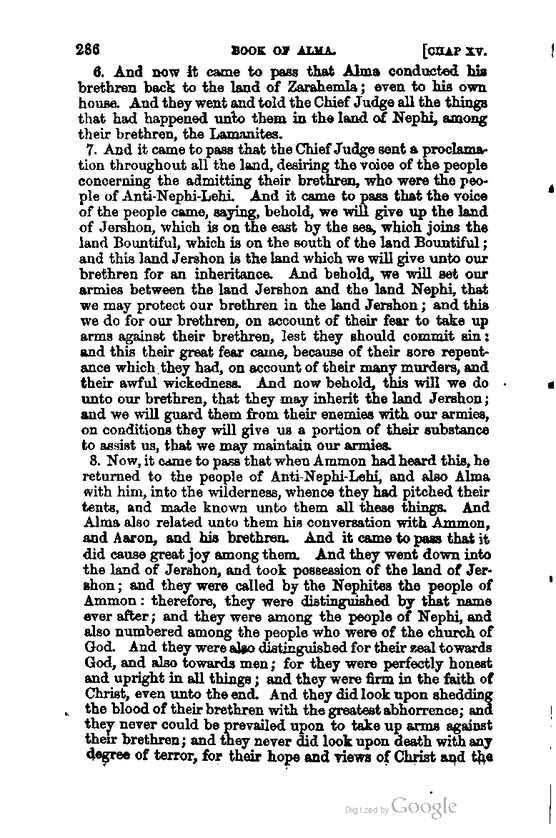 286 BOOK OF ALMA. [CHAP XV.
6. And now it came to pass that Alma conducted his
brethren back to the land of Zarahemla; even to his own
house. And they went and told the Chief Judge all the things
that had happened unto them in the land of Nephi, among
their brethren, the Lamanites.
7. And it came to pass that the Chief Judge sent a proclama-
tion throughout all the land, desiring the voice of the people
concerning the admitting their brethren, who were the peo-
ple of Anti-Nephi-Lehi. And it came to pass that the voice
of the people came, saying, behold, we will give up the land
of Jershon, which is on the east by the sea, which joins the
land Bountiful, which is on the south of the land Bountiful;
and this land Jershon is the land which we will give unto our
brethren for an inheritance. And behold, we will set our
armies between the land Jershon and the land Nephi, that
we may protect our brethren in the land Jershon; and this
we do for our brethren, on account of their fear to take up
arms against their brethren, lest they should commit sin:
and this their great fear came, because of their sore repent-
ance which they had, on account of their many murders, and
their awful wickedness. And now behold, this will we do
unto our brethren, that they may inherit the land Jershon;
and we will guard them from their enemies with our armies,
on conditions they will give us a portion of their substance
to assist us, that we may maintain our armies.
8. Now, it came to pass that when Ammon had heard this, he
returned to the people of Anti-Nephi-Lehi, and also Alma
with him, into the wilderness, whence they had pitched their
tents, and made known unto them all these things. And
Alma also related unto them his conversation with Ammon,
and Aaron, and his brethren. And it came to pass that it
did cause great joy among them. And they went down into
the land of Jershon, and took possession of the land of Jer-
shon; and they were called by the Nephites the people of
Ammon: therefore, they were distinguished by that name
ever after; and they were among the people of Nephi, and
also numbered among the people who were of the church of
God. And they were also distinguished for their zeal towards
God, and also towards men; for they were perfectly honest
and upright in all things; and they were firm in the faith of
Christ, even unto the end. And they did look upon shedding
the blood of their brethren with the greatest abhorrence; and
they never could be prevailed upon to take up arms against
their brethren; and they never did look upon death with any
degree of terror, for their hope and views of Christ and the
Digitized by Google